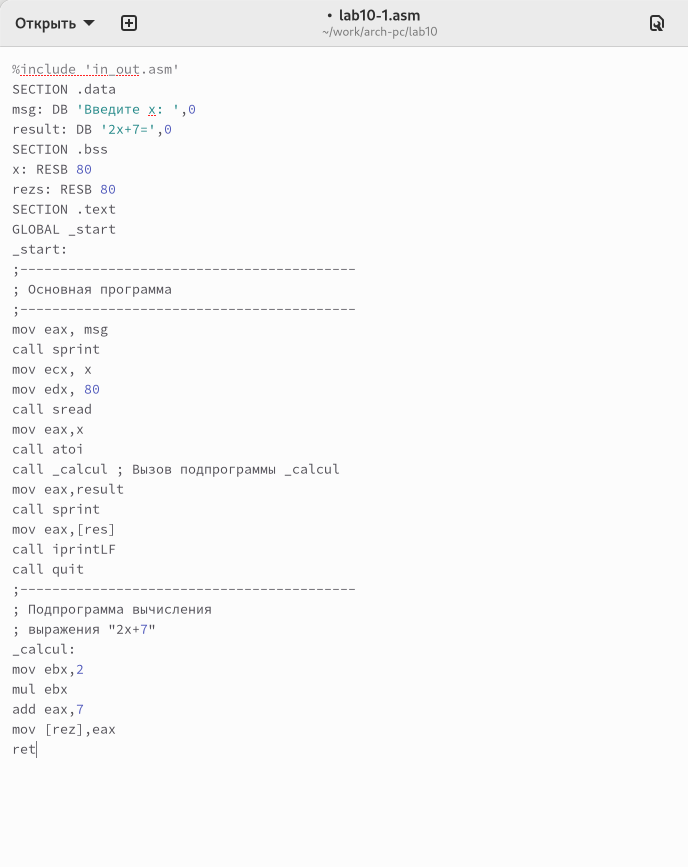 Открыть
• lab10-1.asm
~/work/arch-pc/lab10
%include 'in_out.asm'
SECTION .data
msg: DB 'Введите x: ',0
result: DB '2x+7=',0
SECTION .bss
x: RESB 80
rezs: RESB 80
SECTION .text
GLOBAL _start
_start:
;------------------------------------------
; Основная программа
;------------------------------------------
mov eax, msg
call sprint
mov ecx, x
mov edx, 80
call sread
mov eax,x
call atoi
call _calcul ; Вызов подпрограммы _calcul
mov eax,result
call sprint
mov eax,[res]
call iprintLF
call quit
;------------------------------------------
; Подпрограмма вычисления
; выражения "2x+7"
_calcul:
mov ebx,2
mul ebx
add eax,7
mov [rez],eax
ret